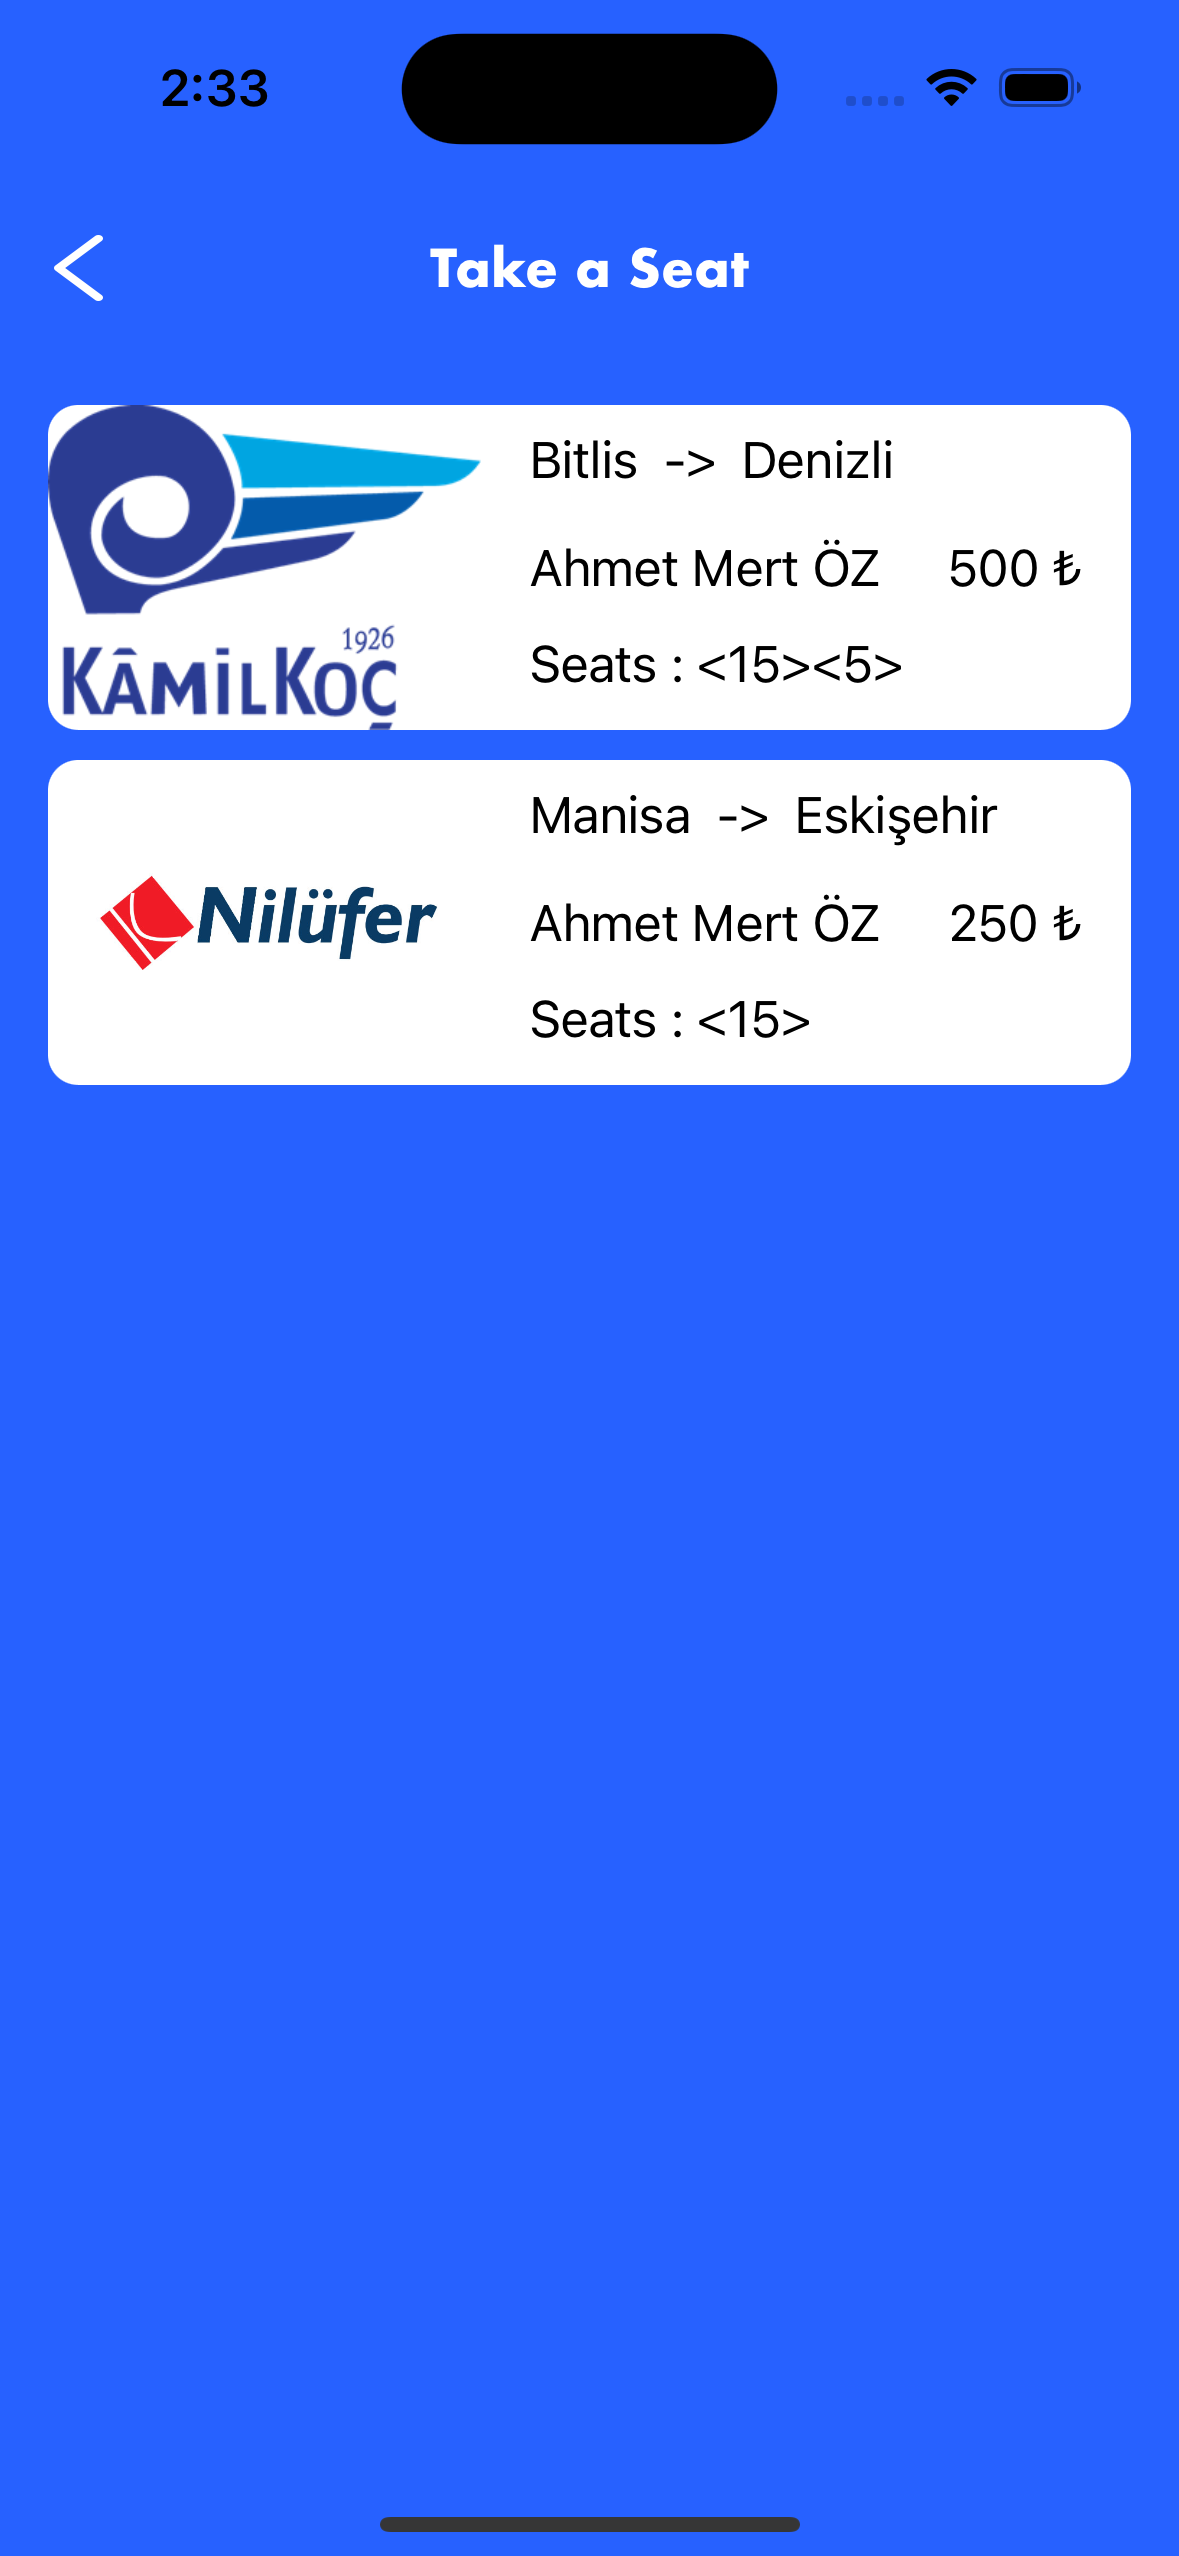 2:33
Take a Seat
1926
KÂMİLKOÇ
Bitlis -> Denizli
Ahmet Mert ÖZ 500 ₺
Seats : <15><5>
Nilüfer
Manisa -> Eskişehir
Ahmet Mert ÖZ 250 ₺
Seats : <15>